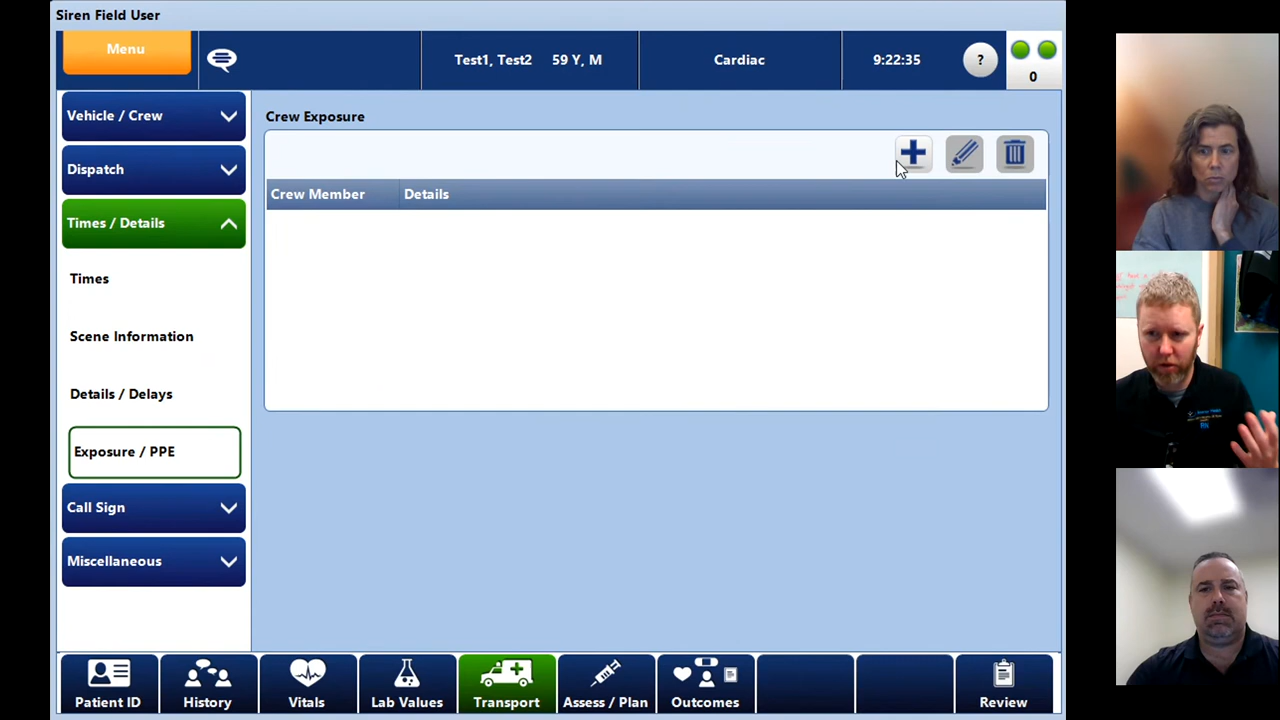 Siren Field User
Menu
Test1, Test2 59 Y, M
Cardiac
9:22:35
?
0
Vehicle / Crew
Dispatch
Times / Details
Times
Scene Information
Details / Delays
Exposure / PPE
Call Sign
Miscellaneous
Crew Exposure
Crew Member Details
Patient ID
History
Vitals
Lab Values
Transport
Assess / Plan
Outcomes
Review
RN